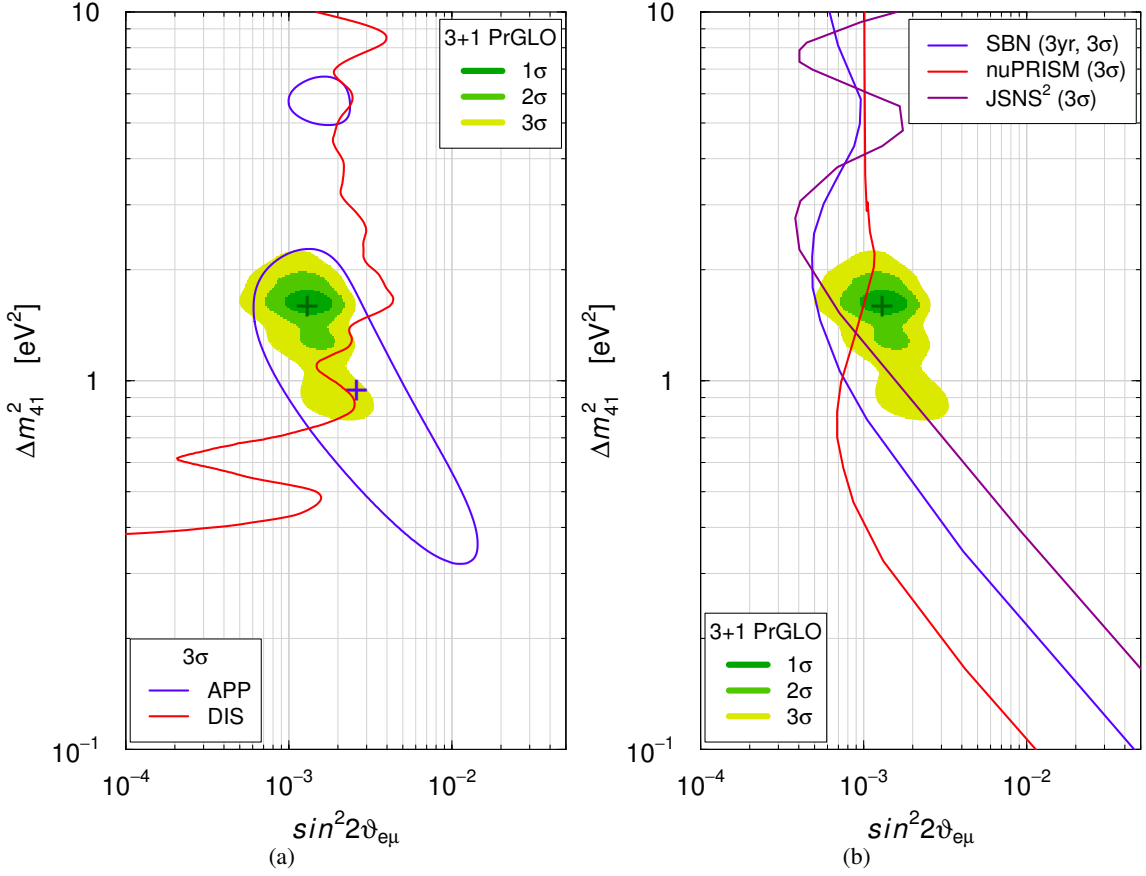 10
3+1 PrGLO
1σ
2σ
3σ
1
Δm²₄₁ [eV²]
3σ
APP
DIS
10⁻¹
10⁻⁴ 10⁻³ 10⁻²
sin²2ϑeμ
(a)
10
SBN (3yr, 3σ)
nuPRISM (3σ)
JSNS² (3σ)
1
Δm²₄₁ [eV²]
3+1 PrGLO
1σ
2σ
3σ
10⁻¹
10⁻⁴ 10⁻³ 10⁻²
sin²2ϑeμ
(b)